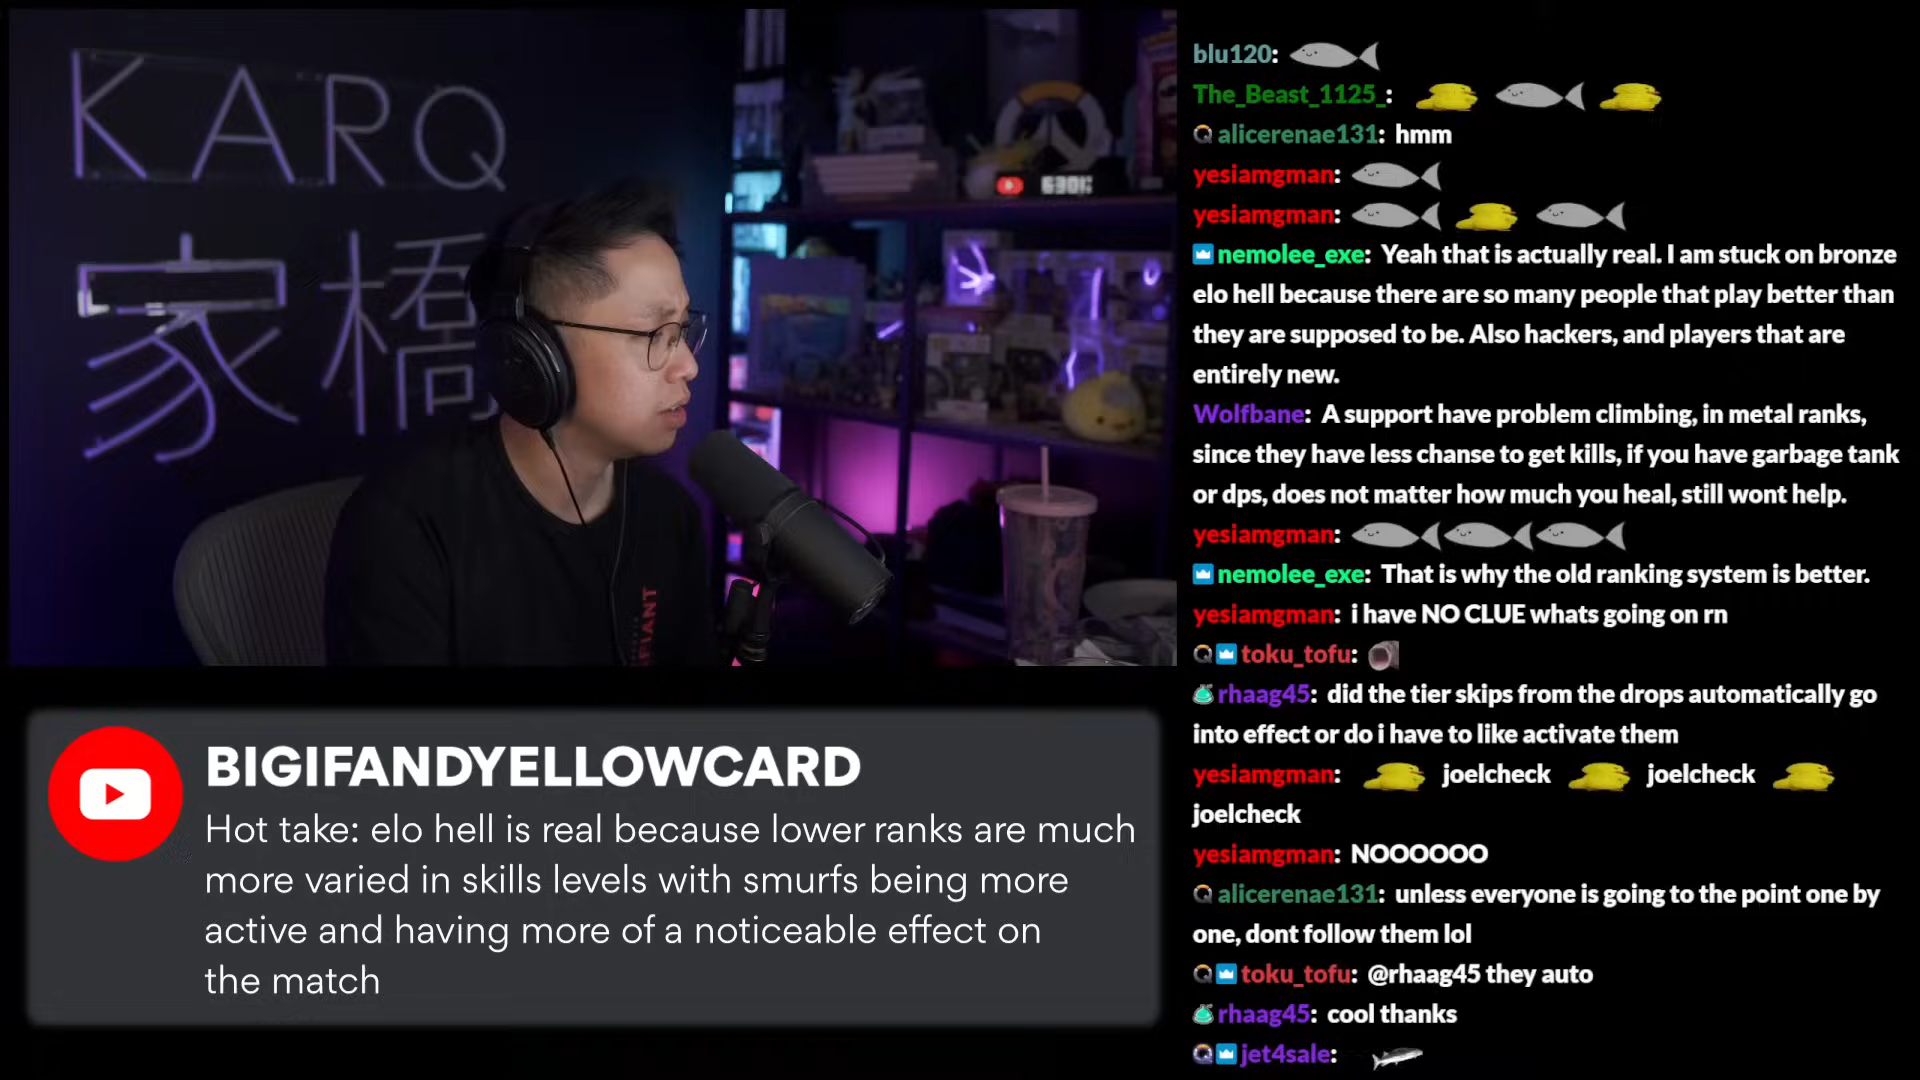 KARQ
家橋
630K
EFIANT
BIGIFANDYELLOWCARD
Hot take: elo hell is real because lower ranks are much
more varied in skills levels with smurfs being more
active and having more of a noticeable effect on
the match
blu120:
The_Beast_1125_:
alicerenae131: hmm
yesiamgman:
yesiamgman:
nemolee_exe: Yeah that is actually real. I am stuck on bronze
elo hell because there are so many people that play better than
they are supposed to be. Also hackers, and players that are
entirely new.
Wolfbane: A support have problem climbing, in metal ranks,
since they have less chanse to get kills, if you have garbage tank
or dps, does not matter how much you heal, still wont help.
yesiamgman:
nemolee_exe: That is why the old ranking system is better.
yesiamgman: i have NO CLUE whats going on rn
toku_tofu:
rhaag45: did the tier skips from the drops automatically go
into effect or do i have to like activate them
yesiamgman: joelcheck joelcheck
joelcheck
yesiamgman: NOOOOOO
alicerenae131: unless everyone is going to the point one by
one, dont follow them lol
toku_tofu: @rhaag45 they auto
rhaag45: cool thanks
jet4sale: